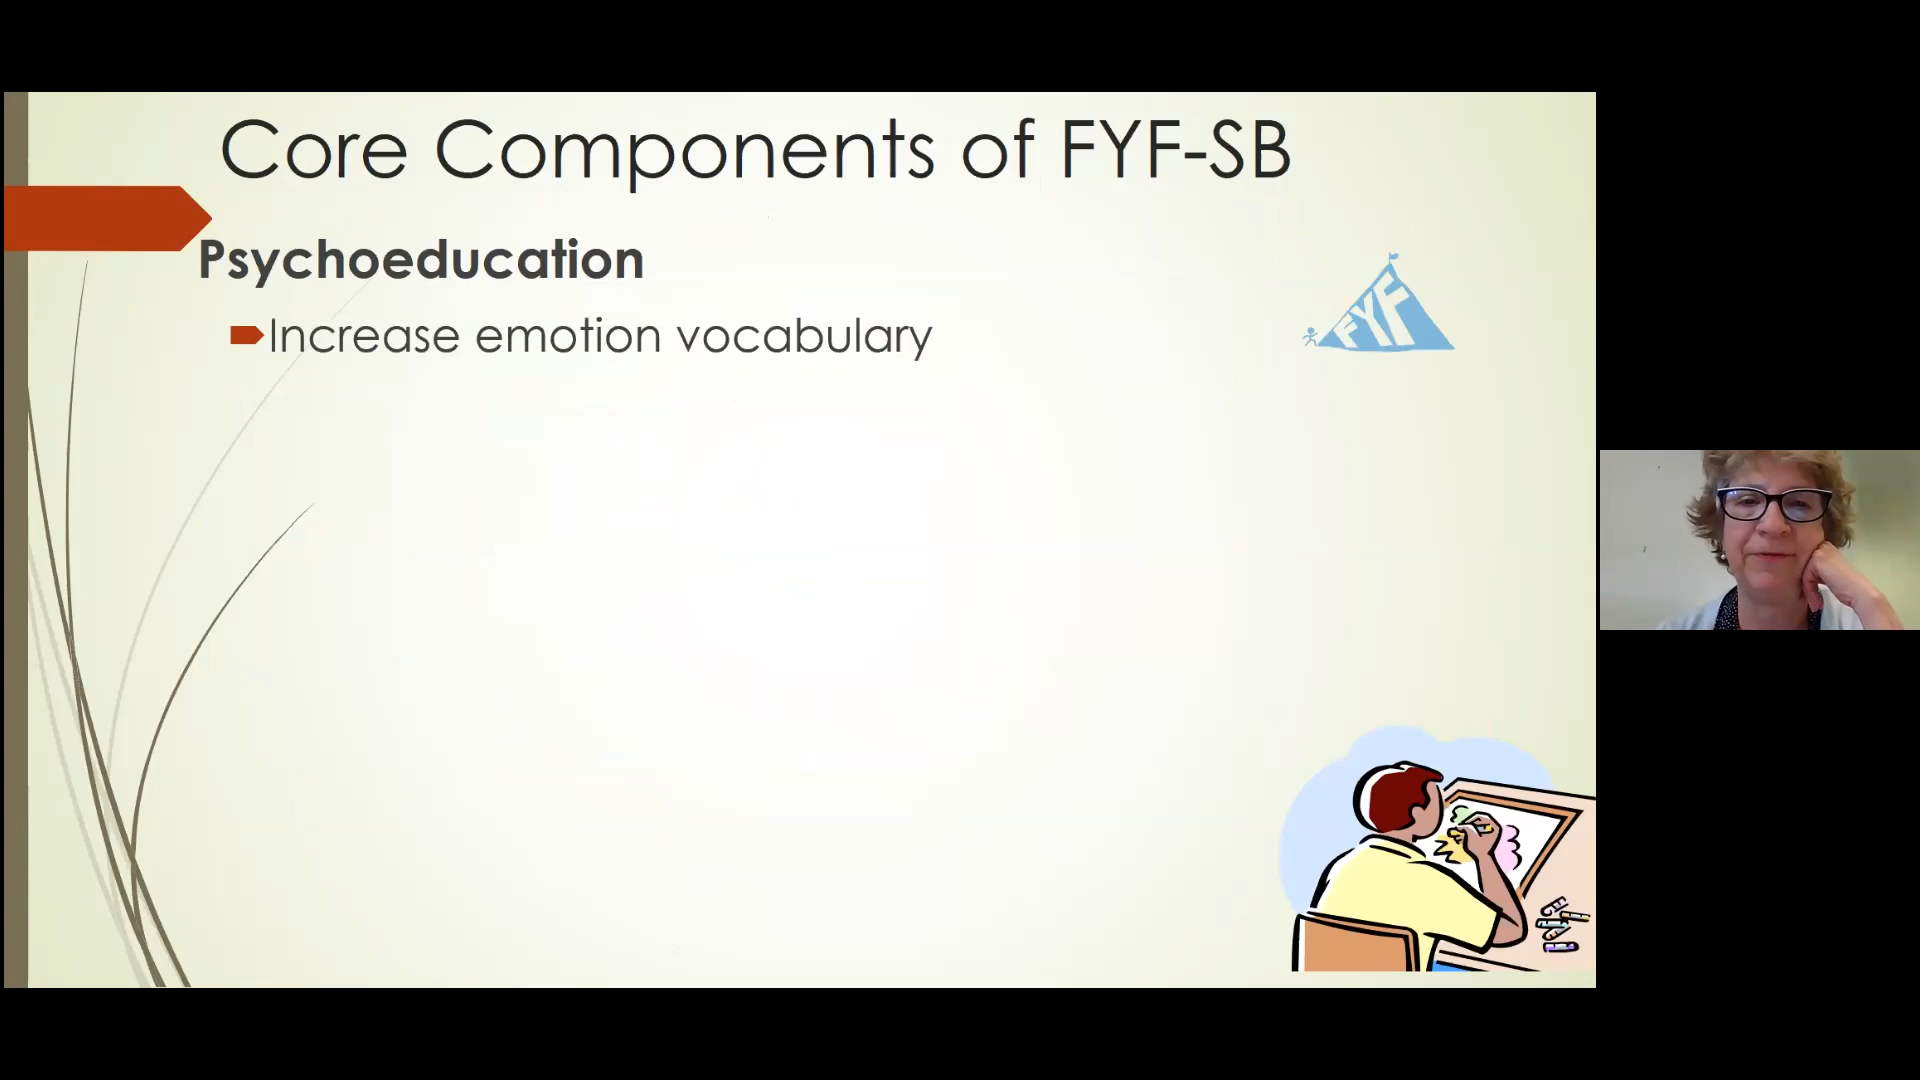 Core Components of FYF-SB
Psychoeducation
Increase emotion vocabulary
FYF